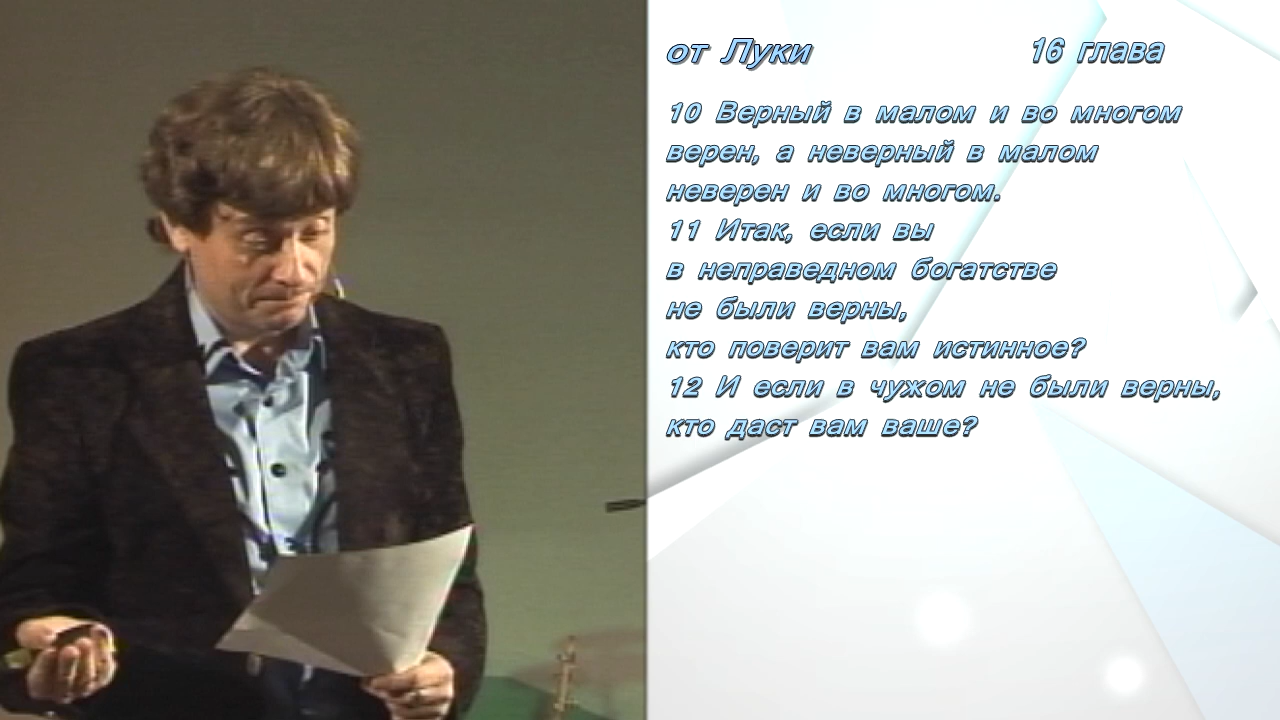 от Луки 16 глава
10 Верный в малом и во многом
верен, а неверный в малом
неверен и во многом.
11 Итак, если вы
в неправедном богатстве
не были верны,
кто поверит вам истинное?
12 И если в чужом не были верны,
кто даст вам ваше?